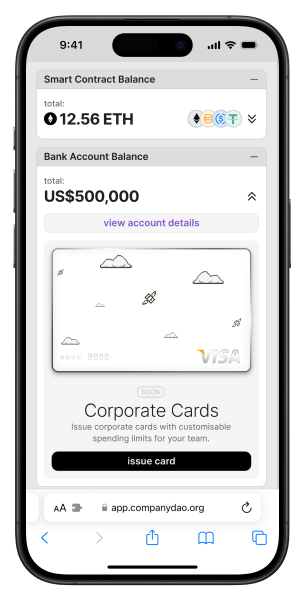 9:41
Smart Contract Balance
total:
12.56 ETH
Bank Account Balance
total:
US$500,000
view account details
VISA
SOON
Corporate Cards
Issue corporate cards with customisable
spending limits for your team.
issue card
AA
app.companydao.org